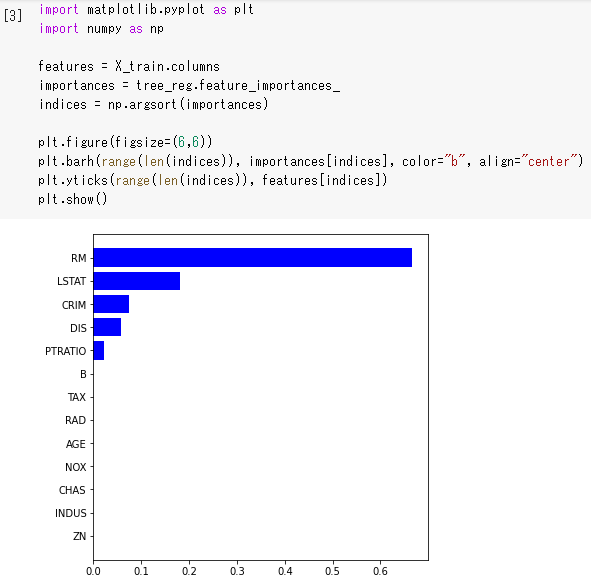 [3]
import matplotlib.pyplot as plt
import numpy as np
features = X_train.columns
importances = tree_reg.feature_importances_
indices = np.argsort(importances)
plt.figure(figsize=(6,6))
plt.barh(range(len(indices)), importances[indices], color="b", align="center")
plt.yticks(range(len(indices)), features[indices])
plt.show()
RM
LSTAT
CRIM
DIS
PTRATIO
B
TAX
RAD
AGE
NOX
CHAS
INDUS
ZN
0.0 0.1 0.2 0.3 0.4 0.5 0.6